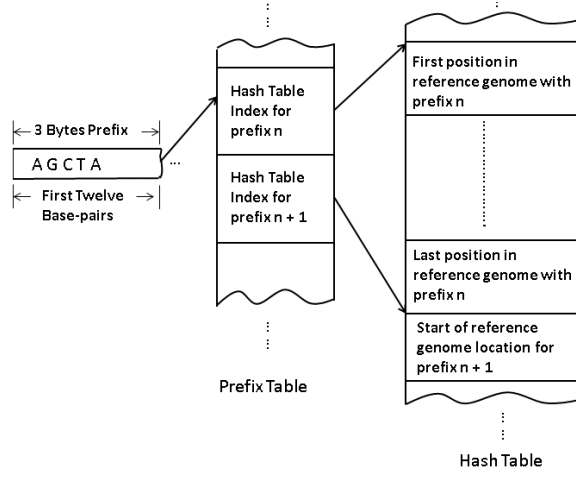 3 Bytes Prefix
A G C T A
First Twelve
Base-pairs
Hash Table
Index for
prefix n
Hash Table
Index for
prefix n + 1
Prefix Table
First position in
reference genome with
prefix n
Last position in
reference genome with
prefix n
Start of reference
genome location for
prefix n + 1
Hash Table